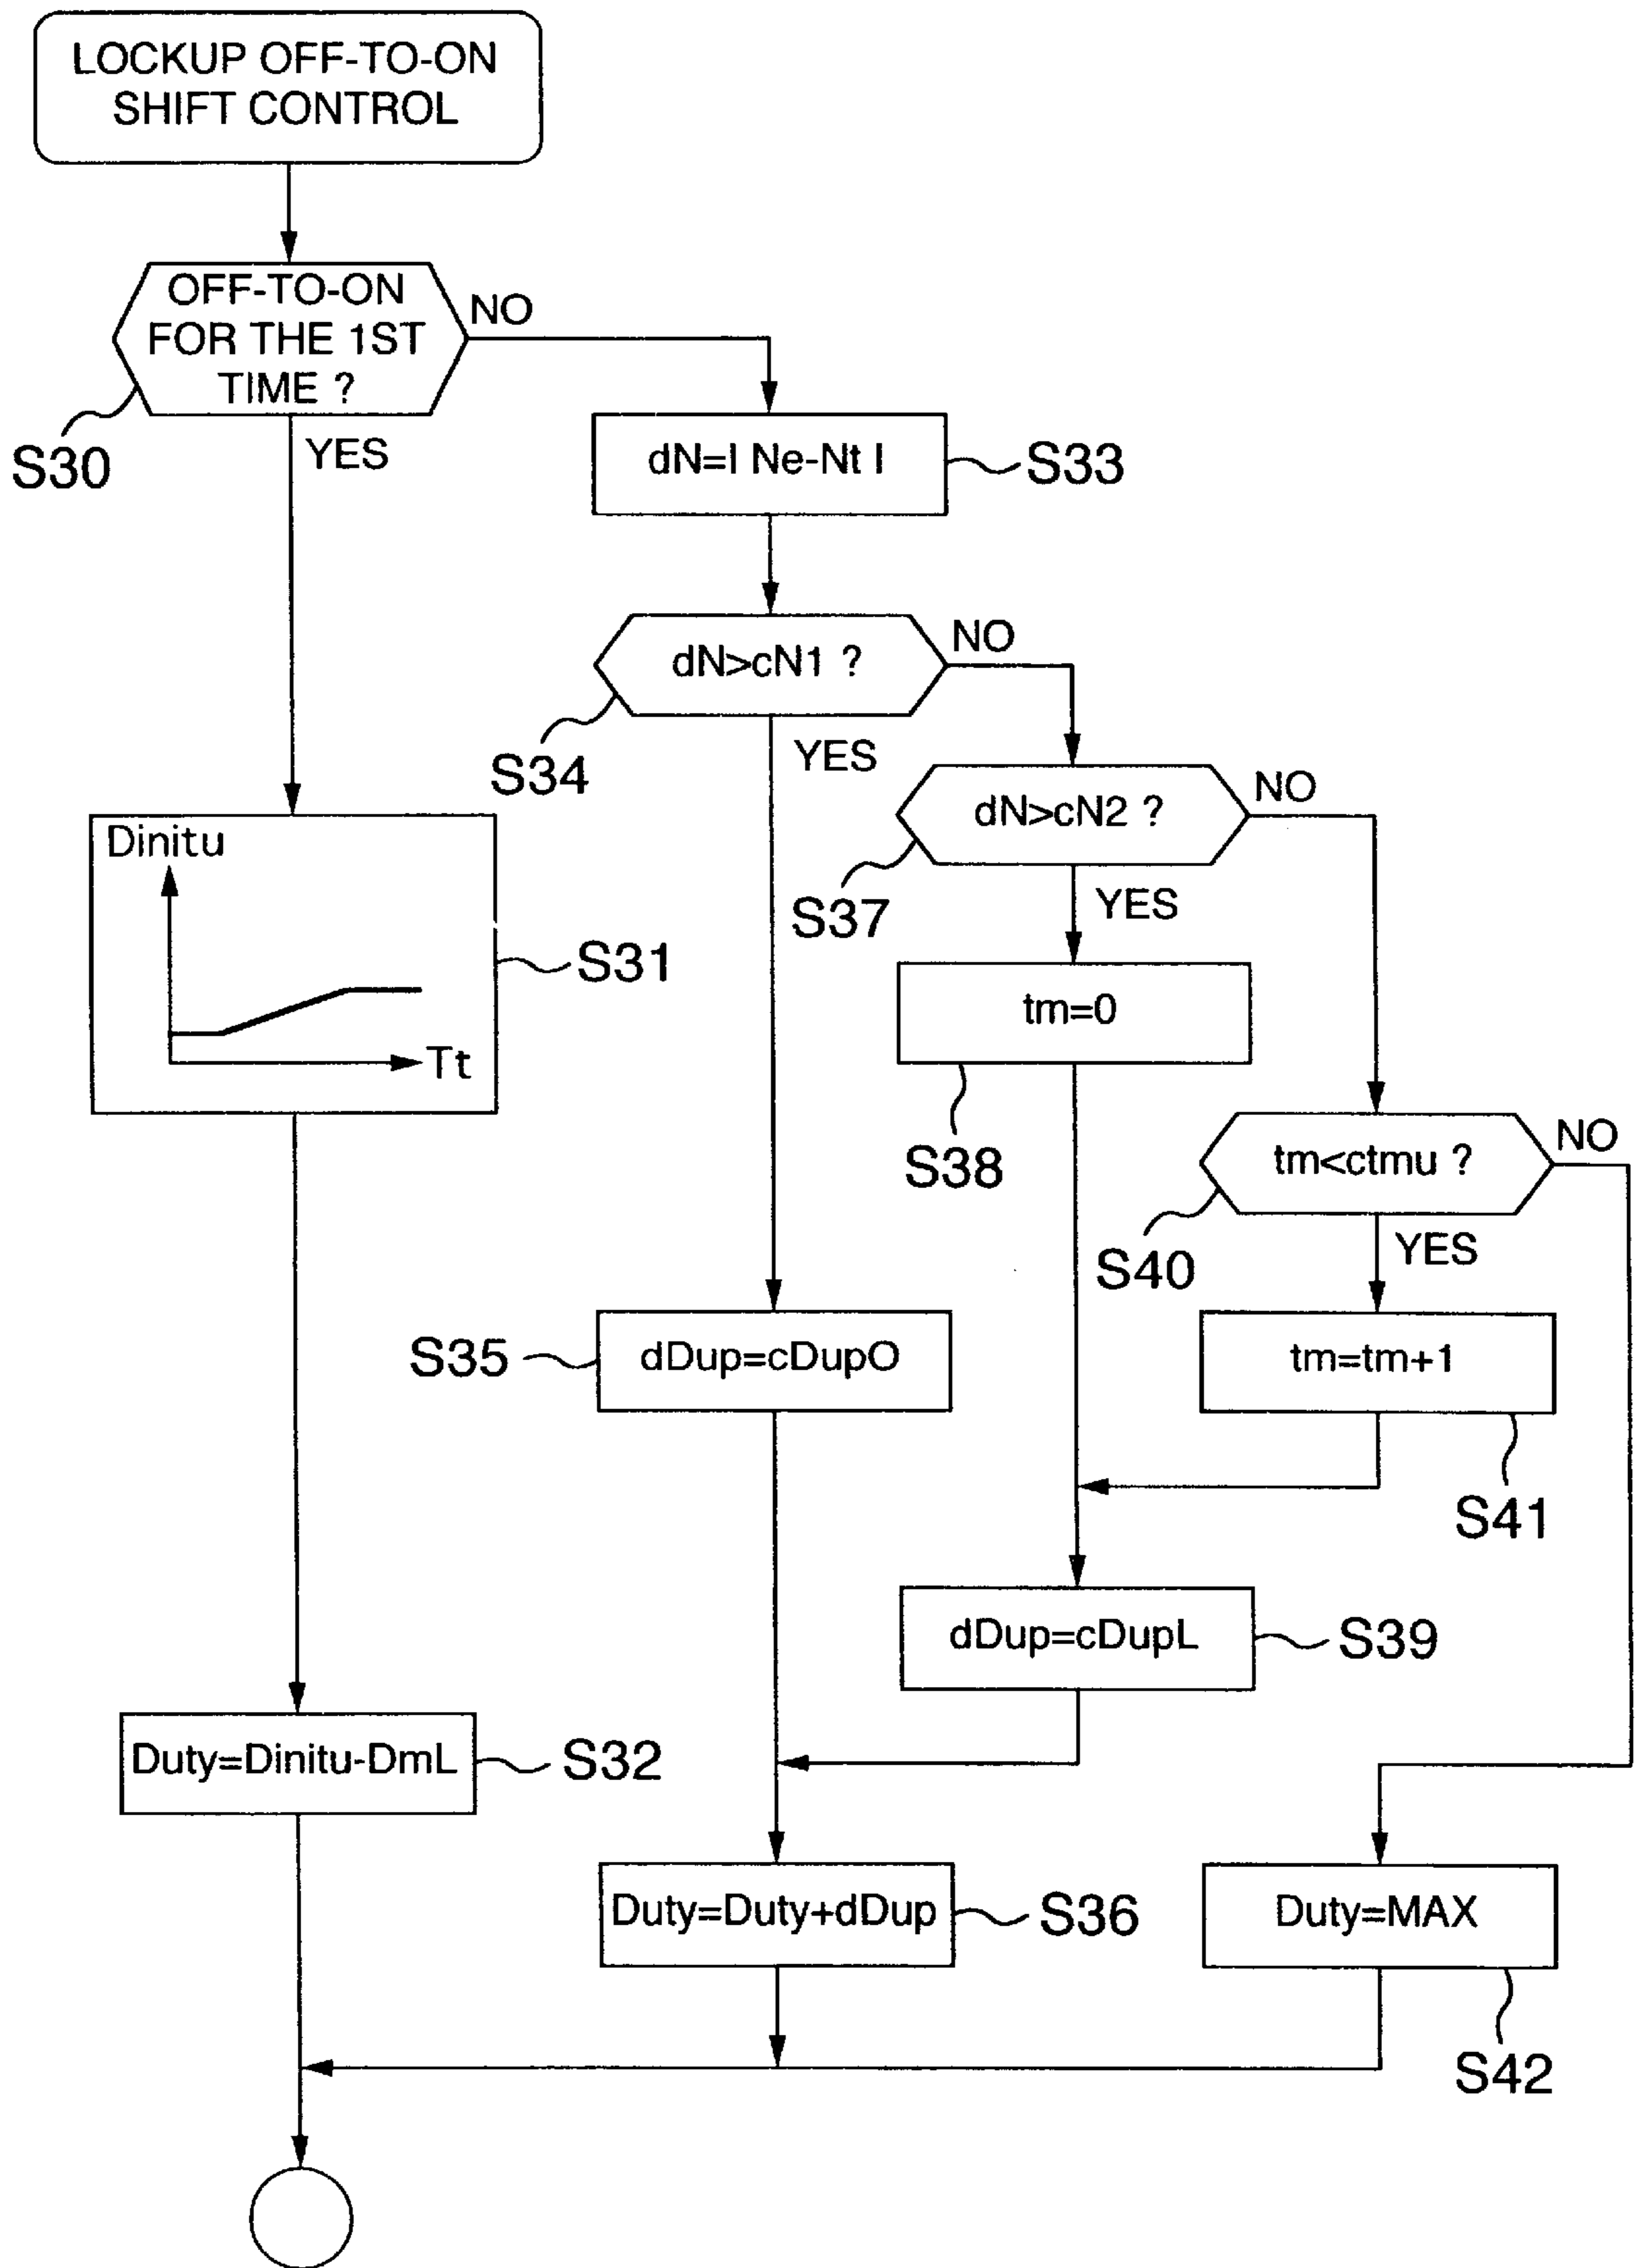 LOCKUP OFF-TO-ON
SHIFT CONTROL
OFF-TO-ON
FOR THE 1ST
TIME ?
NO
S30
YES
dN=I Ne-Nt I
S33
dN>cN1 ?
NO
S34
YES
dN>cN2 ?
NO
S37
YES
Dinitu
Tt
S31
tm=0
S38
tm<ctmu ?
NO
S40
YES
S35
dDup=cDupO
tm=tm+1
S41
dDup=cDupL
S39
Duty=Dinitu-DmL
S32
Duty=Duty+dDup
S36
Duty=MAX
S42